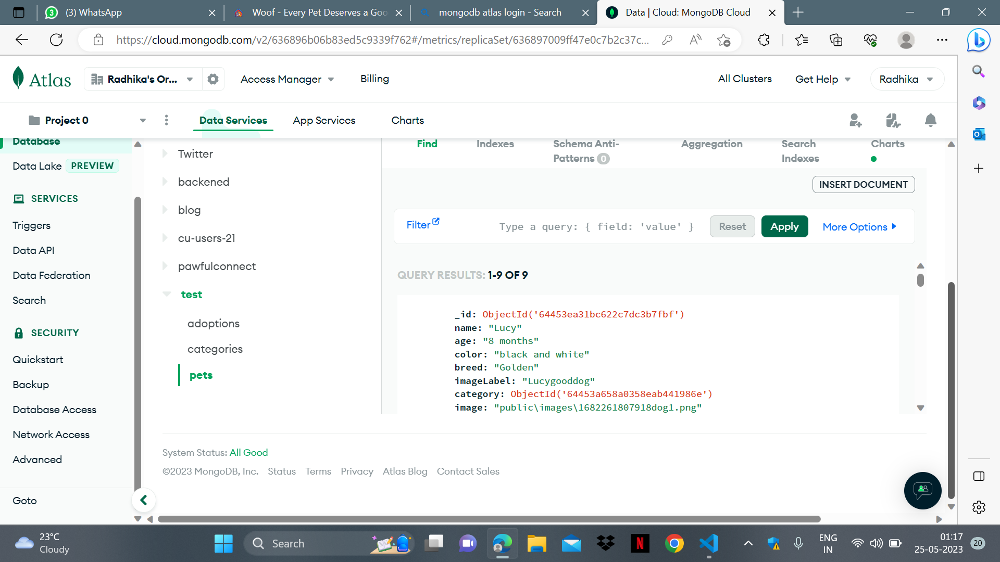 (3) WhatsApp
Woof - Every Pet Deserves a Goo
mongodb atlas login - Search
Data | Cloud: MongoDB Cloud
https://cloud.mongodb.com/v2/636896b06b83ed5c9339f762#/metrics/replicaSet/636897009ff47e0c7b2c37c...
Atlas
Radhika's Or...
Access Manager
Billing
All Clusters
Get Help
Radhika
Project 0
Data Services
App Services
Charts
Database
Data Lake PREVIEW
SERVICES
Triggers
Data API
Data Federation
Search
SECURITY
Quickstart
Backup
Database Access
Network Access
Advanced
Goto
Twitter
backened
blog
cu-users-21
pawfulconnect
test
adoptions
categories
pets
Find
Indexes
Schema Anti-
Patterns 0
Aggregation
Search
Indexes
Charts
INSERT DOCUMENT
Filter
Type a query: { field: 'value' }
Reset
Apply
More Options
QUERY RESULTS: 1-9 OF 9
_id: ObjectId('64453ea31bc622c7dc3b7fbf')
name: "Lucy"
age: "8 months"
color: "black and white"
breed: "Golden"
imageLabel: "Lucygooddog"
category: ObjectId('64453a658a0358eab441986e')
image: "public\images\1682261807918dog1.png"
System Status: All Good
©2023 MongoDB, Inc. Status Terms Privacy Atlas Blog Contact Sales
23°C
Cloudy
Search
ENG
IN
01:17
25-05-2023
20